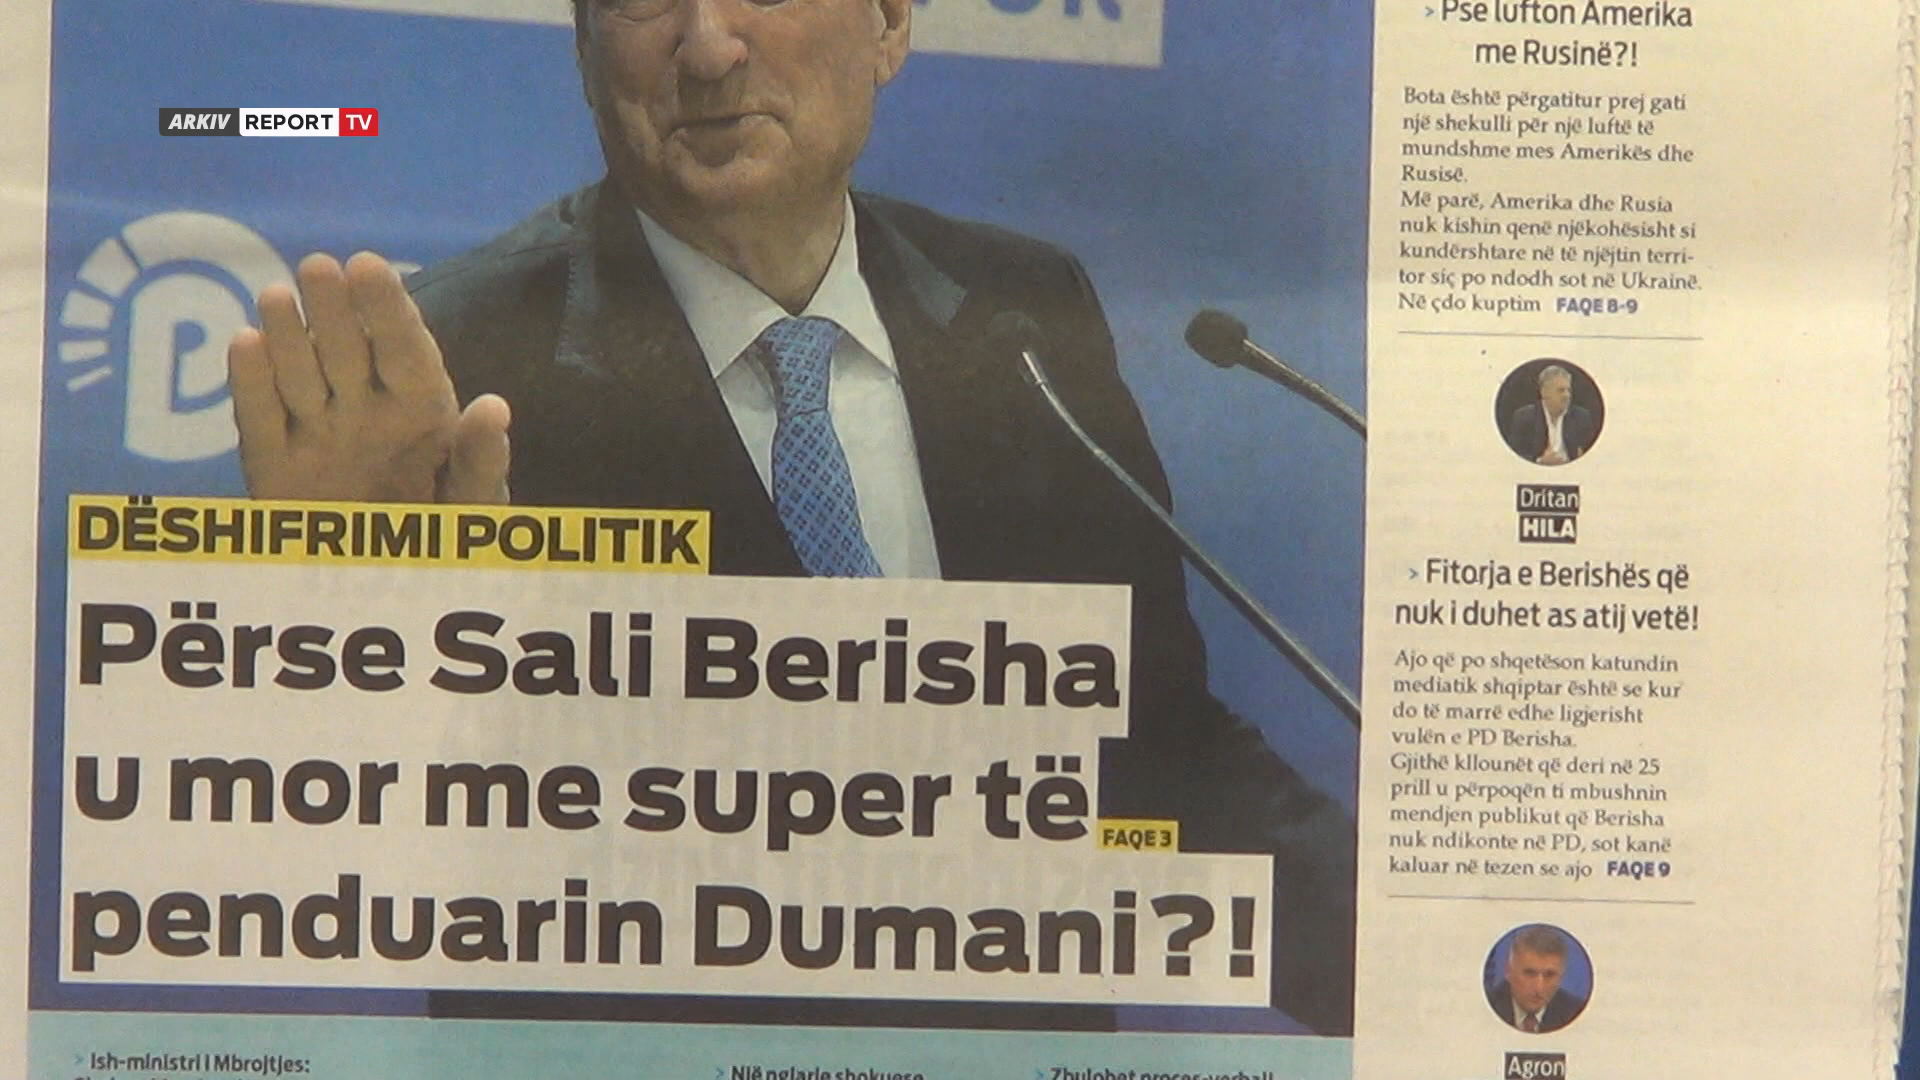 ARKIV REPORT TV
DËSHIFRIMI POLITIK
Përse Sali Berisha
u mor me super të
FAQE 3
penduarin Dumani?!
> Pse lufton Amerika
me Rusinë?!
Bota është përgatitur prej gati
një shekulli për një luftë të
mundshme mes Amerikës dhe
Rusisë.
Më parë, Amerika dhe Rusia
nuk kishin qenë njëkohësisht si
kundërshtare në të njëjtin terri-
tor siç po ndodh sot në Ukrainë.
Në çdo kuptim FAQE 8-9
Dritan
HILA
> Fitorja e Berishës që
nuk i duhet as atij vetë!
Ajo që po shqetëson katundin
mediatik shqiptar është se kur
do të marrë edhe ligjerisht
vulën e PD Berisha.
Gjithë kllounët që deri në 25
prill u përpoqën ti mbushnin
mendjen publikut që Berisha
nuk ndikonte në PD, sot kanë
kaluar në tezen se ajo FAQE 9
Agron
> Ish-ministri i Mbrojtjes:
> Një ngjarje shokuese
> Zbulohet proces-verbali